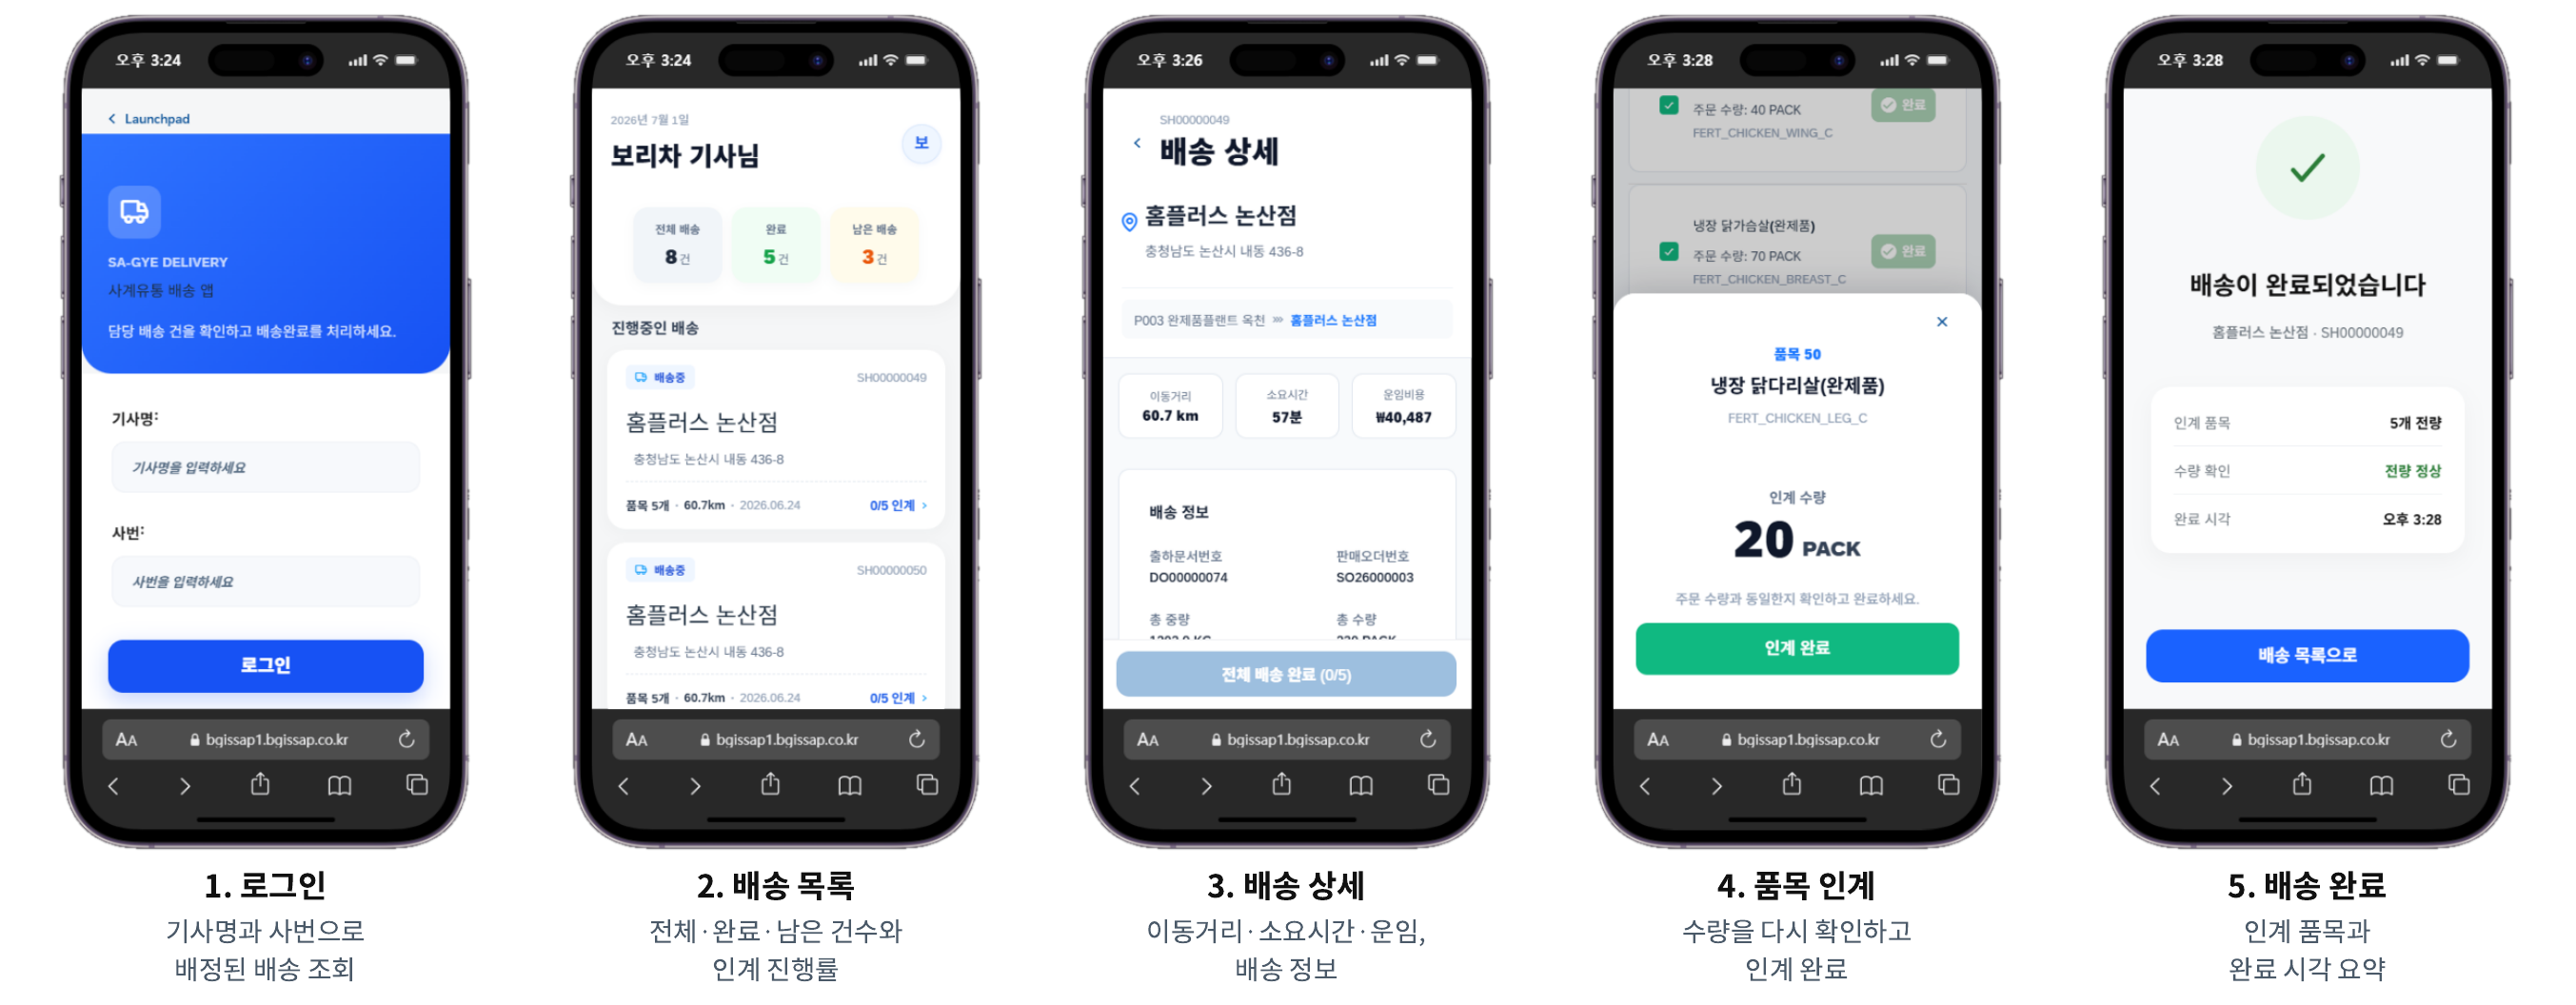 오후 3:24
Launchpad
SA-GYE DELIVERY
사계유통 배송 앱
담당 배송 건을 확인하고 배송완료를 처리하세요.
기사명:
기사명을 입력하세요
사번:
사번을 입력하세요
로그인
AA bgissap1.bgissap.co.kr
1. 로그인
기사명과 사번으로
배정된 배송 조회
오후 3:24
2026년 7월 1일
보리차 기사님
보
전체 배송 완료 남은 배송
8건 5건 3건
진행중인 배송
배송중 SH00000049
홈플러스 논산점
충청남도 논산시 내동 436-8
품목 5개 · 60.7km · 2026.06.24 0/5 인계 ›
배송중 SH00000050
홈플러스 논산점
충청남도 논산시 내동 436-8
품목 5개 · 60.7km · 2026.06.24 0/5 인계 ›
AA bgissap1.bgissap.co.kr
2. 배송 목록
전체 · 완료 · 남은 건수와
인계 진행률
오후 3:26
SH00000049
배송 상세
홈플러스 논산점
충청남도 논산시 내동 436-8
P003 완제품플랜트 옥천 >>> 홈플러스 논산점
이동거리 소요시간 운임비용
60.7 km 57분 ₩40,487
배송 정보
출하문서번호 판매오더번호
DO00000074 SO26000003
총 중량 총 수량
전체 배송 완료 (0/5)
AA bgissap1.bgissap.co.kr
3. 배송 상세
이동거리 · 소요시간 · 운임,
배송 정보
오후 3:28
주문 수량: 40 PACK 완료
FERT_CHICKEN_WING_C
냉장 닭가슴살(완제품)
주문 수량: 70 PACK 완료
FERT_CHICKEN_BREAST_C
품목 50
냉장 닭다리살(완제품)
FERT_CHICKEN_LEG_C
인계 수량
20 PACK
주문 수량과 동일한지 확인하고 완료하세요.
인계 완료
AA bgissap1.bgissap.co.kr
4. 품목 인계
수량을 다시 확인하고
인계 완료
오후 3:28
배송이 완료되었습니다
홈플러스 논산점 · SH00000049
인계 품목 5개 전량
수량 확인 전량 정상
완료 시각 오후 3:28
배송 목록으로
AA bgissap1.bgissap.co.kr
5. 배송 완료
인계 품목과
완료 시각 요약